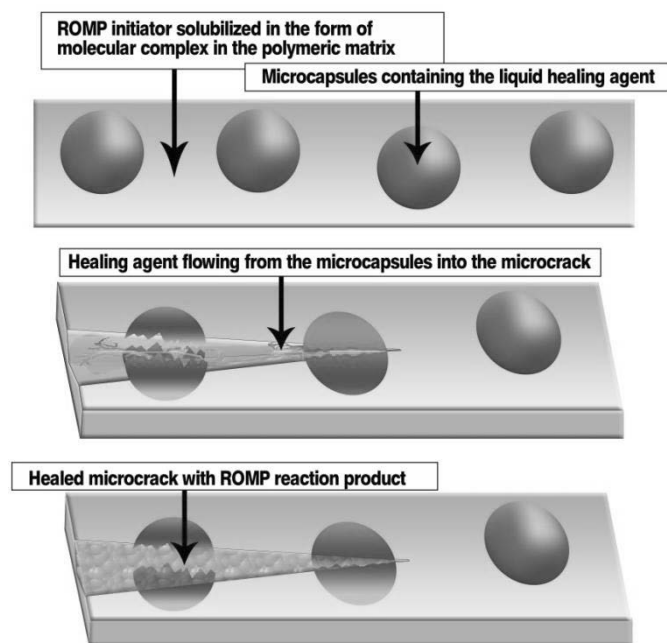 ROMP initiator solubilized in the form of
molecular complex in the polymeric matrix
Microcapsules containing the liquid healing agent
Healing agent flowing from the microcapsules into the microcrack
Healed microcrack with ROMP reaction product